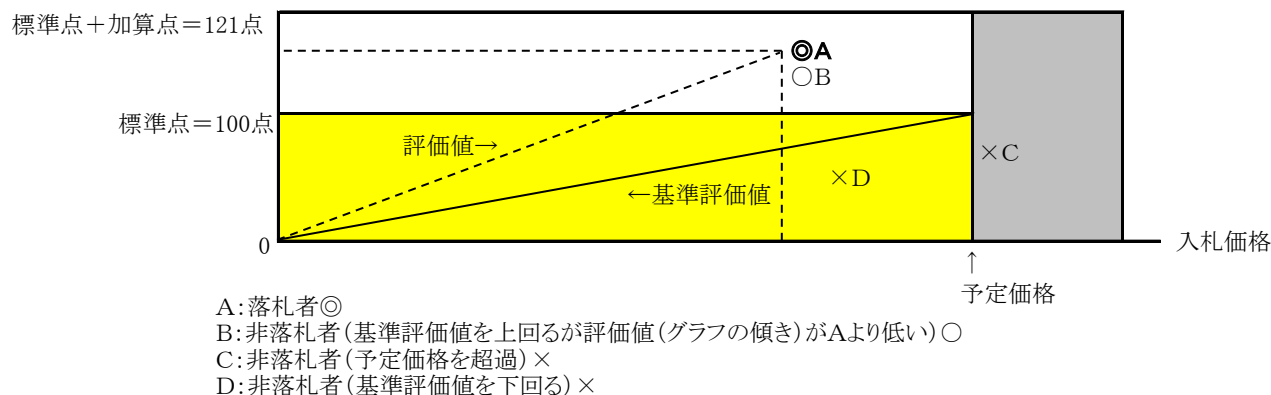 標準点＋加算点＝121点
◎A
○B
標準点＝100点
評価値→
×C
×D
←基準評価値
0
入札価格
↑
予定価格
A：落札者◎
B：非落札者（基準評価値を上回るが評価値（グラフの傾き）がAより低い）○
C：非落札者（予定価格を超過）×
D：非落札者（基準評価値を下回る）×